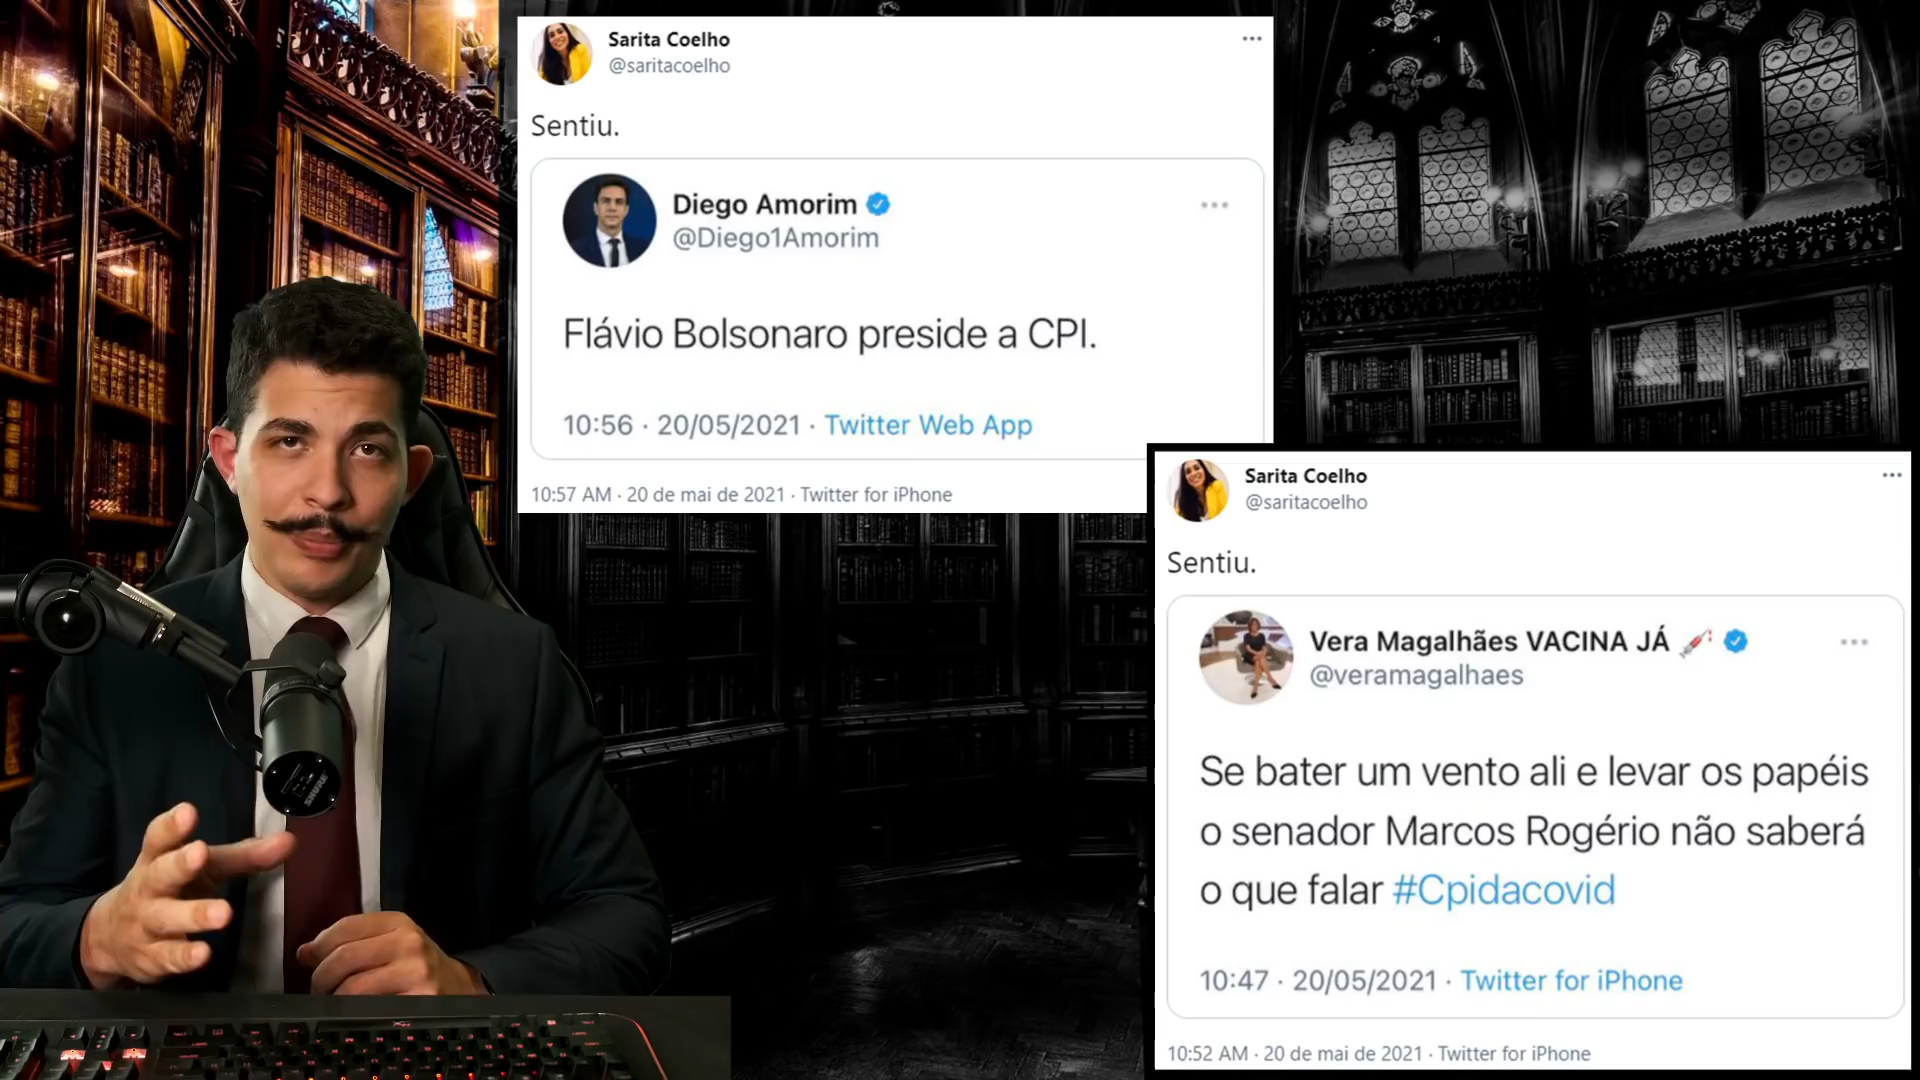 Sarita Coelho
@saritacoelho
Sentiu.
Diego Amorim
@Diego1Amorim
Flávio Bolsonaro preside a CPI.
10:56 · 20/05/2021 · Twitter Web App
10:57 AM · 20 de mai de 2021 · Twitter for iPhone
Sarita Coelho
@saritacoelho
Sentiu.
Vera Magalhães VACINA JÁ 💉
@veramagalhaes
Se bater um vento ali e levar os papéis
o senador Marcos Rogério não saberá
o que falar #Cpidacovid
10:47 · 20/05/2021 · Twitter for iPhone
10:52 AM · 20 de mai de 2021 · Twitter for iPhone
SHURE